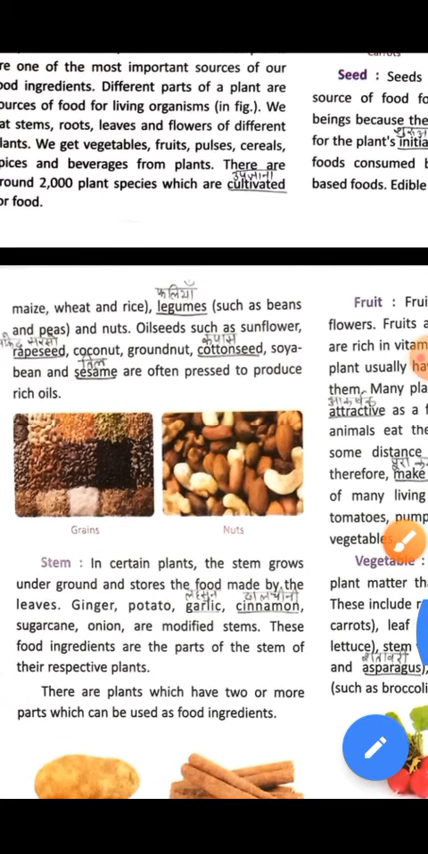 re one of the most important sources of our
ood ingredients. Different parts of a plant are
ources of food for living organisms (in fig.). We
at stems, roots, leaves and flowers of different
lants. We get vegetables, fruits, pulses, cereals,
pices and beverages from plants. There are
उपजाना
round 2,000 plant species which are cultivated
or food.
Carrots
Seed : Seeds
source of food fo
beings because the
for the plant's initia
foods consumed b
based foods. Edible
फलियाँ
maize, wheat and rice), legumes (such as beans
and peas) and nuts. Oilseeds such as sunflower,
सरसों कपास
rapeseed, coconut, groundnut, cottonseed, soya-
तिल
bean and sesame are often pressed to produce
rich oils.
Grains
Nuts
Stem : In certain plants, the stem grows
under ground and stores the food made by the
लहसुन दालचीनी
leaves. Ginger, potato, garlic, cinnamon,
sugarcane, onion, are modified stems. These
food ingredients are the parts of the stem of
their respective plants.
There are plants which have two or more
parts which can be used as food ingredients.
Fruit : Frui
flowers. Fruits a
are rich in vitam
plant usually ha
them. Many pla
आकर्षक
attractive as a f
animals eat the
some distance
therefore, make
of many living
tomatoes, pump
vegetables.
Vegetable :
plant matter th
These include r
carrots), leaf
lettuce), stem
शतावरी
and asparagus),
(such as broccoli